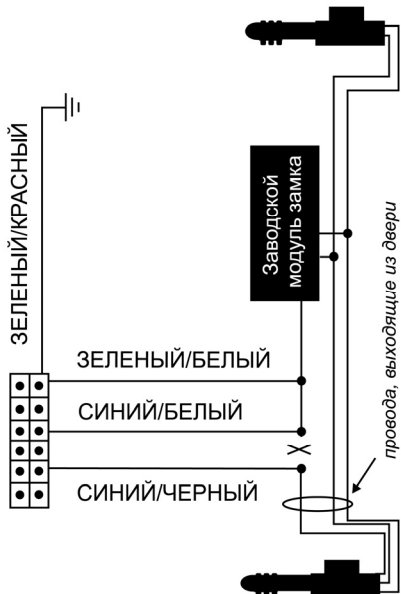 ЗЕЛЕНЫЙ/КРАСНЫЙ
Заводской
модуль замка
провода, выходящие из двери
ЗЕЛЕНЫЙ/БЕЛЫЙ
СИНИЙ/БЕЛЫЙ
СИНИЙ/ЧЕРНЫЙ